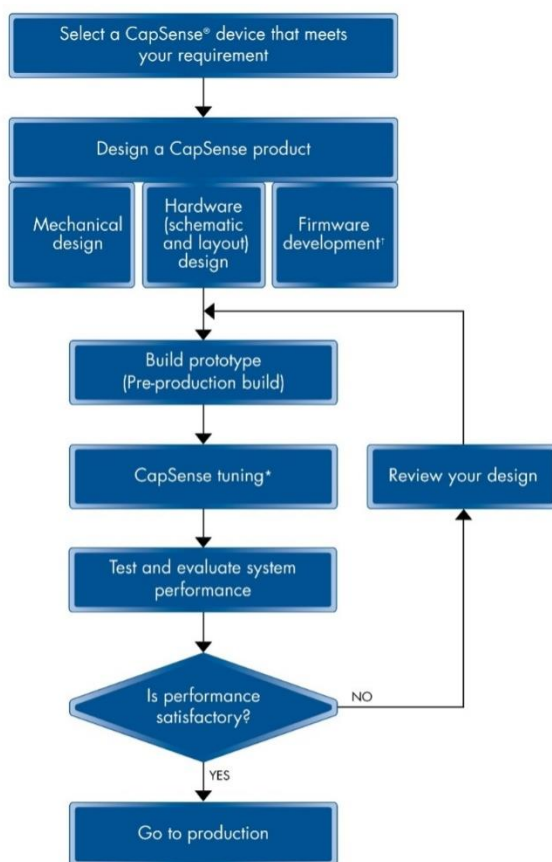 Select a CapSense® device that meets
your requirement
Design a CapSense product
Mechanical
design
Hardware
(schematic
and layout)
design
Firmware
development†
Build prototype
(Pre-production build)
CapSense tuning*
Review your design
Test and evaluate system
performance
Is performance
satisfactory?
NO
YES
Go to production